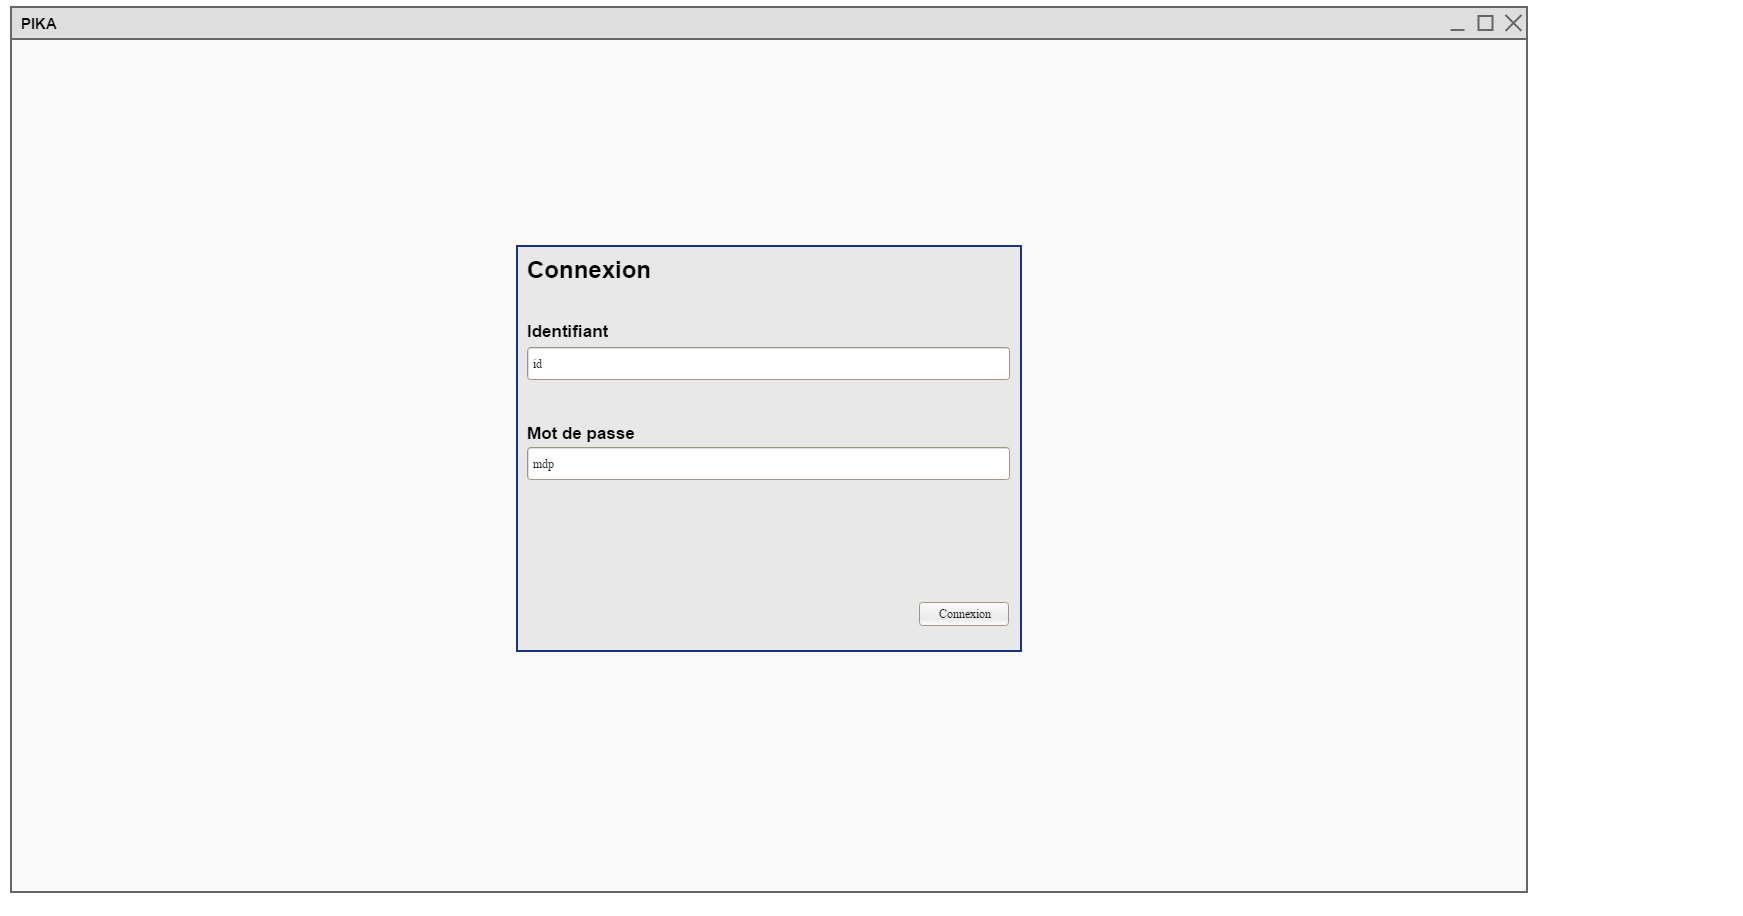 PIKA
Connexion
Identifiant
id
Mot de passe
mdp
Connexion